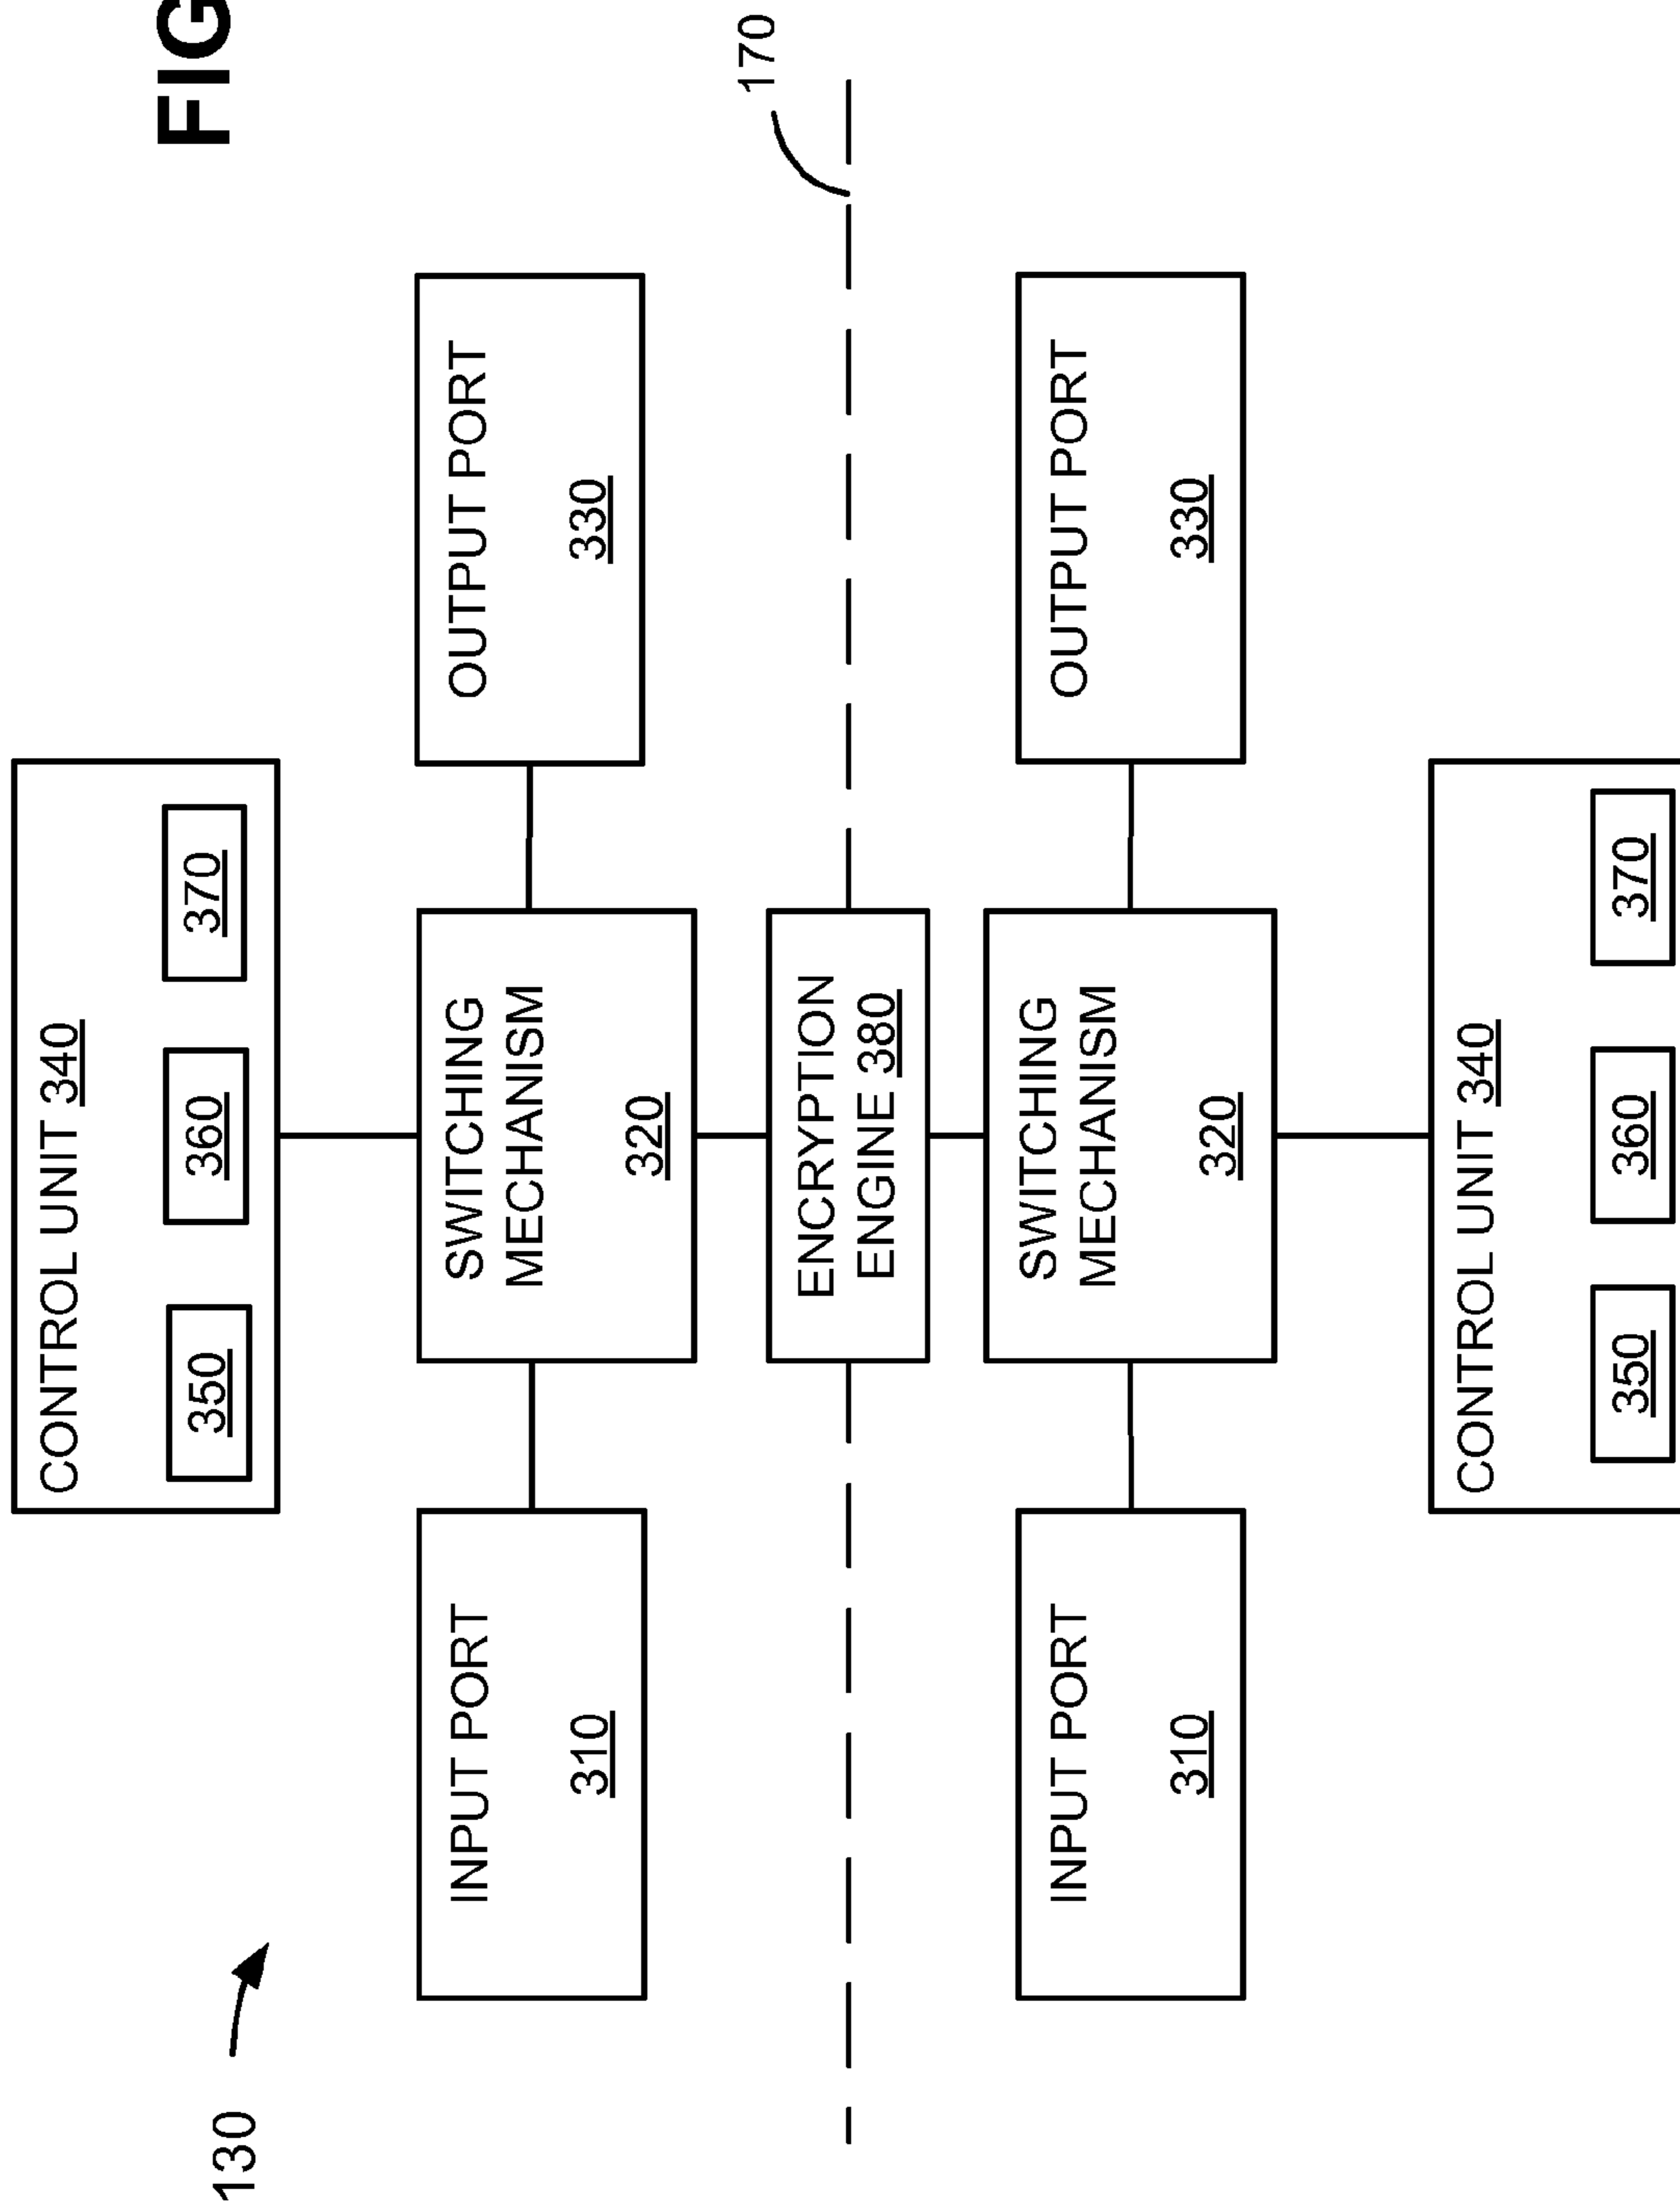 CONTROL UNIT 340
350
360
370
FIG
130
INPUT PORT
310
SWITCHING
MECHANISM
320
OUTPUT PORT
330
170
ENCRYPTION
ENGINE 380
INPUT PORT
310
SWITCHING
MECHANISM
320
OUTPUT PORT
330
CONTROL UNIT 340
350
360
370